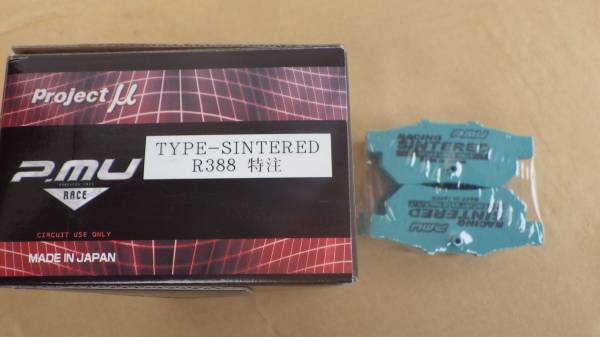 Project μ
P.MU
RACE
TYPE-SINTERED
R388 特注
CIRCUIT USE ONLY
MADE IN JAPAN
RACING
SINTERED
P.MU
RACING
SINTERED
P.MU